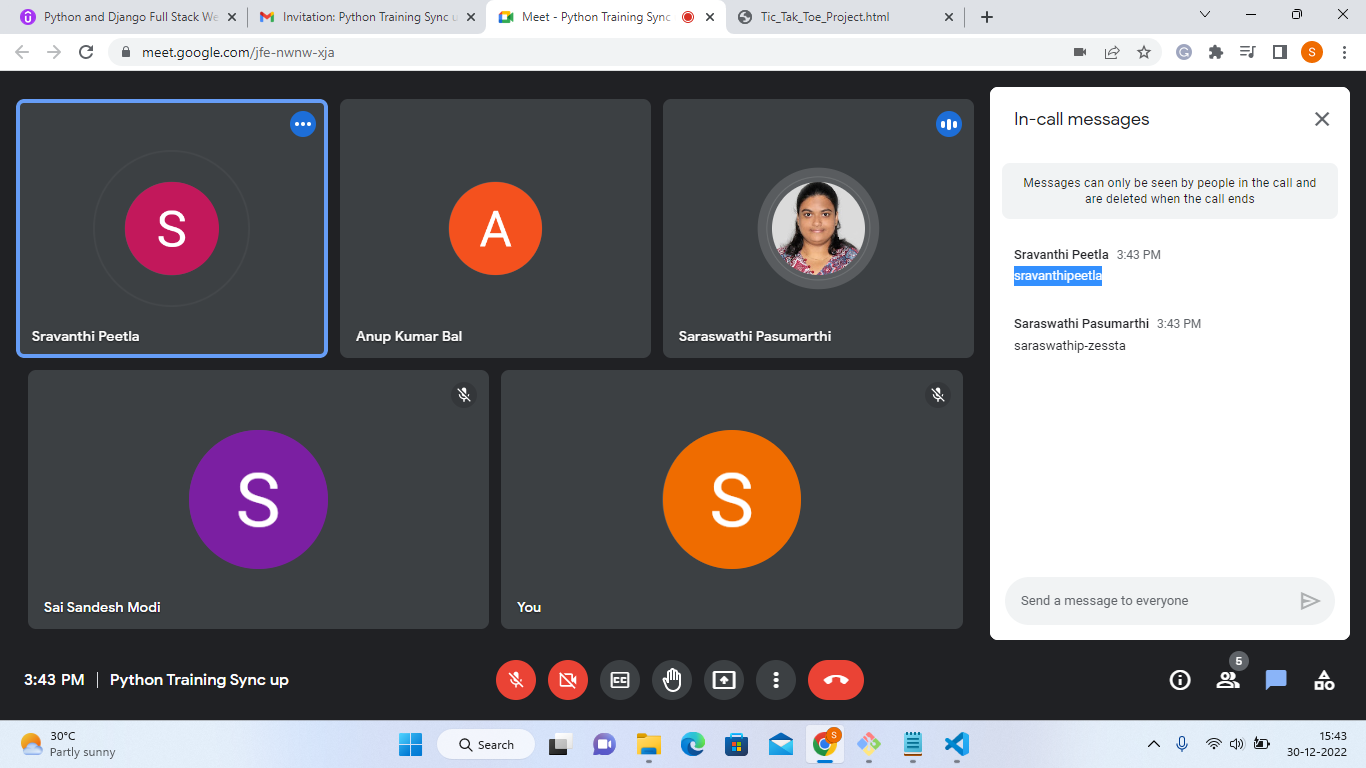 Python and Django Full Stack We
Invitation: Python Training Sync u
Meet - Python Training Sync
Tic_Tak_Toe_Project.html
meet.google.com/jfe-nwnw-xja
S
S
Sravanthi Peetla
A
Anup Kumar Bal
Saraswathi Pasumarthi
S
Sai Sandesh Modi
S
You
In-call messages
Messages can only be seen by people in the call and
are deleted when the call ends
Sravanthi Peetla 3:43 PM
sravanthipeetla
Saraswathi Pasumarthi 3:43 PM
saraswathip-zessta
Send a message to everyone
3:43 PM | Python Training Sync up
5
30°C
Partly sunny
Search
S
15:43
30-12-2022